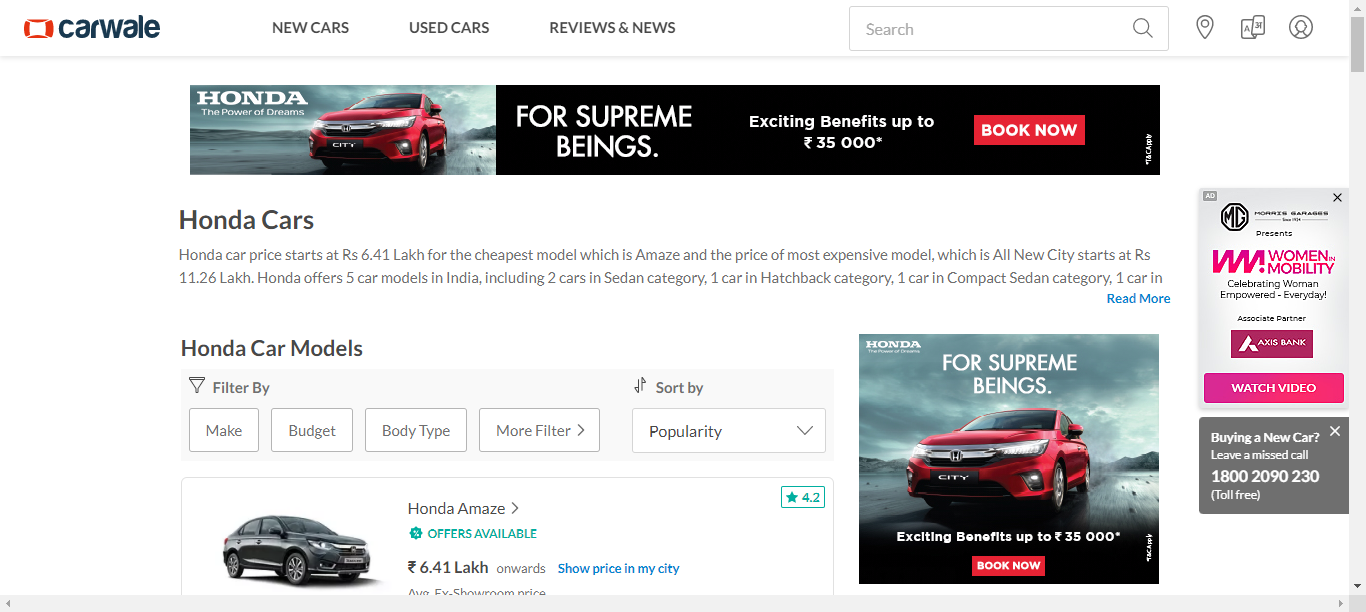 carwale
NEW CARS
USED CARS
REVIEWS & NEWS
Search
HONDA
The Power of Dreams
CITY
FOR SUPREME
BEINGS.
Exciting Benefits up to
₹ 35 000*
BOOK NOW
*T&C Apply
Honda Cars
Honda car price starts at Rs 6.41 Lakh for the cheapest model which is Amaze and the price of most expensive model, which is All New City starts at Rs
11.26 Lakh. Honda offers 5 car models in India, including 2 cars in Sedan category, 1 car in Hatchback category, 1 car in Compact Sedan category, 1 car in
Read More
Honda Car Models
Filter By
Sort by
Make
Budget
Body Type
More Filter
Popularity
Honda Amaze
4.2
OFFERS AVAILABLE
₹ 6.41 Lakh onwards Show price in my city
Avg. Ex-Showroom price
HONDA
The Power of Dreams
FOR SUPREME
BEINGS.
CITY
Exciting Benefits up to ₹ 35 000*
BOOK NOW
*T&C Apply
AD
MG
MORRIS GARAGES
Since 1924
Presents
WOMEN IN
MOBILITY
Celebrating Woman
Empowered - Everyday!
Associate Partner
AXIS BANK
WATCH VIDEO
Buying a New Car?
Leave a missed call
1800 2090 230
(Toll free)